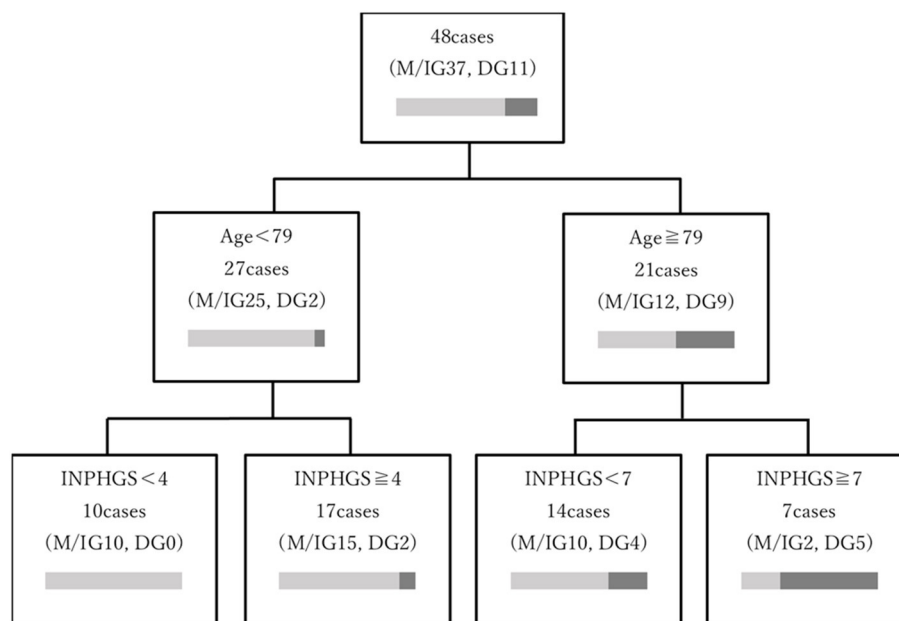 48cases
(M/IG37, DG11)
Age<79
27cases
(M/IG25, DG2)
Age≧79
21cases
(M/IG12, DG9)
INPHGS<4
10cases
(M/IG10, DG0)
INPHGS≧4
17cases
(M/IG15, DG2)
INPHGS<7
14cases
(M/IG10, DG4)
INPHGS≧7
7cases
(M/IG2, DG5)